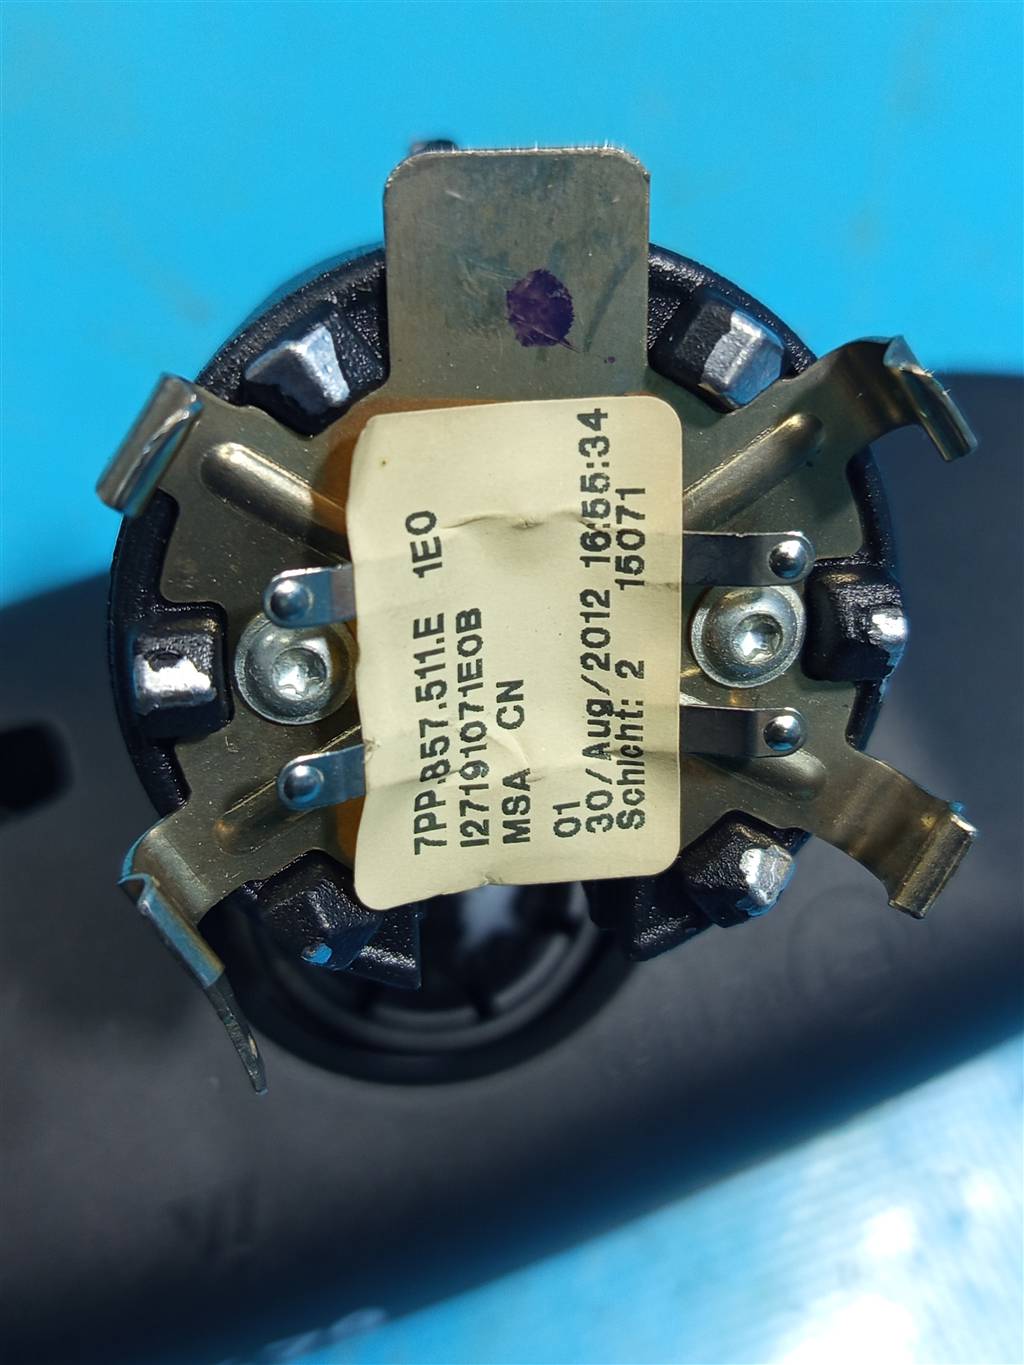 7PP.857.511.E 1E0
I27191071E0B
MSA CN
01
30/Aug/2012 16:55:34
Schicht: 2 15071